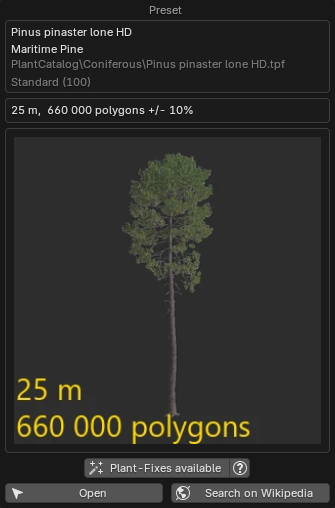 Preset
Pinus pinaster lone HD
Maritime Pine
PlantCatalog\Coniferous\Pinus pinaster lone HD.tpf
Standard (100)
25 m,  660 000 polygons +/- 10%
25 m
660 000 polygons
Plant-Fixes available ?
Open
Search on Wikipedia